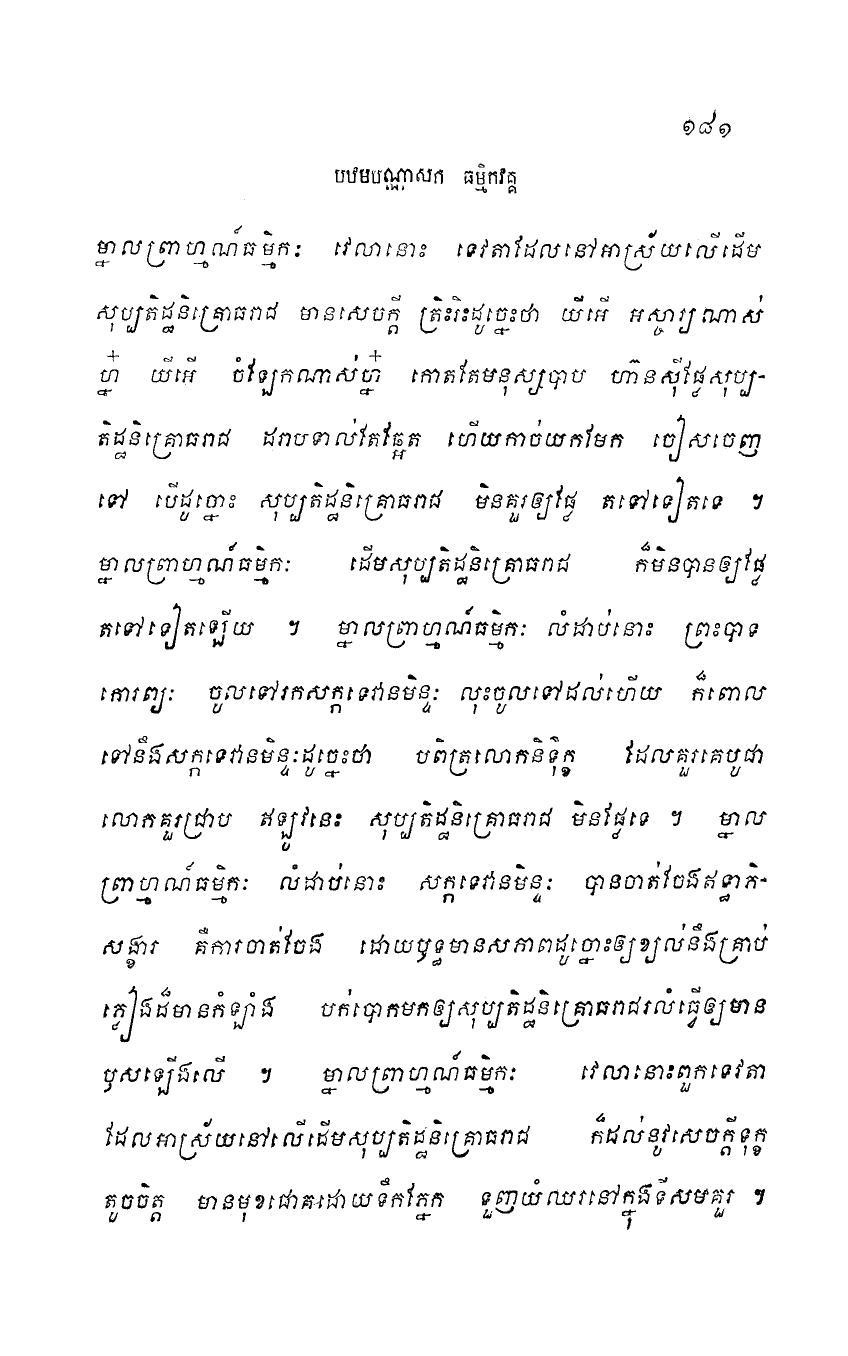 ១៨១
បឋមបណ្ណាសក ធម្មិកវគ្គ
ម្នាលព្រាហ្មណ៍ធម្មិកៈ វេលានោះ ទេវតាដែលនៅអាស្រ័យលើដើម
សុប្បតិដ្ឋនិគ្រោធរាជ មានសេចក្តី ត្រិះរិះដូច្នេះថា យីអើ អស្ចារ្យណាស់
ហ្ន៎ យីអើ ចំឡែកណាស់ហ្ន៎ កោតតែមនុស្សបាប ហ៊ានស៊ីផ្លែសុប្ប-
តិដ្ឋនិគ្រោធរាជ ដរាបទាល់តែឆ្អែត ហើយកាច់យកមែក ចៀសចេញ
ទៅ បើដូច្នោះ សុប្បតិដ្ឋនិគ្រោធរាជ មិនគួរឲ្យផ្លែ តទៅទៀតទេ ។
ម្នាលព្រាហ្មណ៍ធម្មិកៈ ដើមសុប្បតិដ្ឋនិគ្រោធរាជ ក៏មិនបានឲ្យផ្លែ
តទៅទៀតឡើយ ។ ម្នាលព្រាហ្មណ៍ធម្មិកៈ លំដាប់នោះ ព្រះបាទ
កោរព្យៈ ចូលទៅរកសក្កទេវានមិន្ទៈ លុះចូលទៅដល់ហើយ ក៏ពោល
ទៅនឹងសក្កទេវានមិន្ទៈដូច្នេះថា បពិត្រលោកនិទ៌ុក្ខ ដែលគួរគេបូជា
លោកគួរជ្រាប ឥឡូវនេះ សុប្បតិដ្ឋនិគ្រោធរាជ មិនផ្លែទេ ។ ម្នាល
ព្រាហ្មណ៍ធម្មិកៈ លំដាប់នោះ សក្កទេវានមិន្ទៈ បានចាត់ចែងឥទ្ធាភិ-
សង្ខារ គឺការចាត់ចែង ដោយឫទ្ធមានសភាពដូច្នោះឲ្យខ្យល់នឹងគ្រាប់
ភ្លៀងដ៏មានកំឡាំង បក់បោកមកឲ្យសុប្បតិដ្ឋនិគ្រោធរាជរលំធ្វើឲ្យមាន
ឫសឡើងលើ ។ ម្នាលព្រាហ្មណ៍ធម្មិកៈ វេលានោះពួកទេវតា
ដែលអាស្រ័យនៅលើដើមសុប្បតិដ្ឋនិគ្រោធរាជ ក៏ដល់នូវសេចក្តីទុក្ខ
តូចចិត្ត មានមុខជោគដោយទឹកភ្នែក ទួញយំឈរនៅក្នុងទីសមគួរ ។